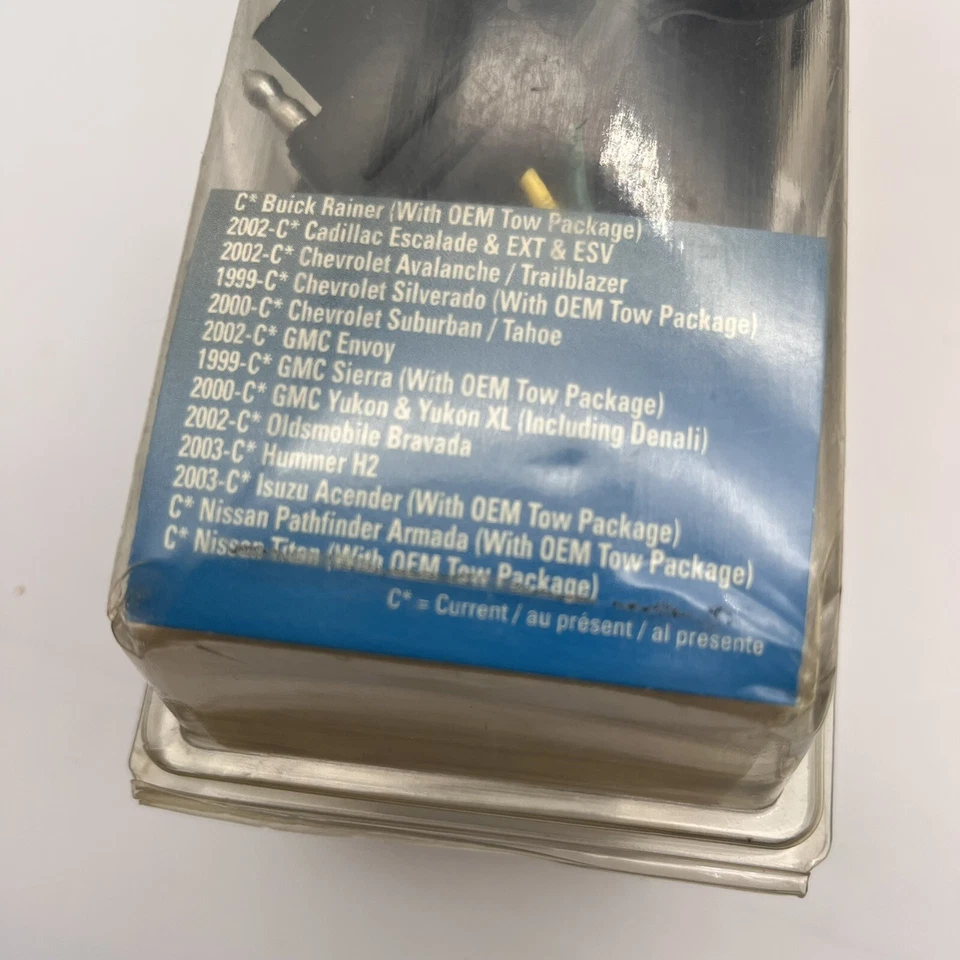 C* Buick Rainer (With OEM Tow Package)
2002-C* Cadillac Escalade & EXT & ESV
2002-C* Chevrolet Avalanche / Trailblazer
1999-C* Chevrolet Silverado (With OEM Tow Package)
2000-C* Chevrolet Suburban / Tahoe
2002-C* GMC Envoy
1999-C* GMC Sierra (With OEM Tow Package)
2000-C* GMC Yukon & Yukon XL (Including Denali)
2002-C* Oldsmobile Bravada
2003-C* Hummer H2
2003-C* Isuzu Acender (With OEM Tow Package)
C* Nissan Pathfinder Armada (With OEM Tow Package)
C* Nissan Titan (With OEM Tow Package)
C* = Current / au présent / al presente